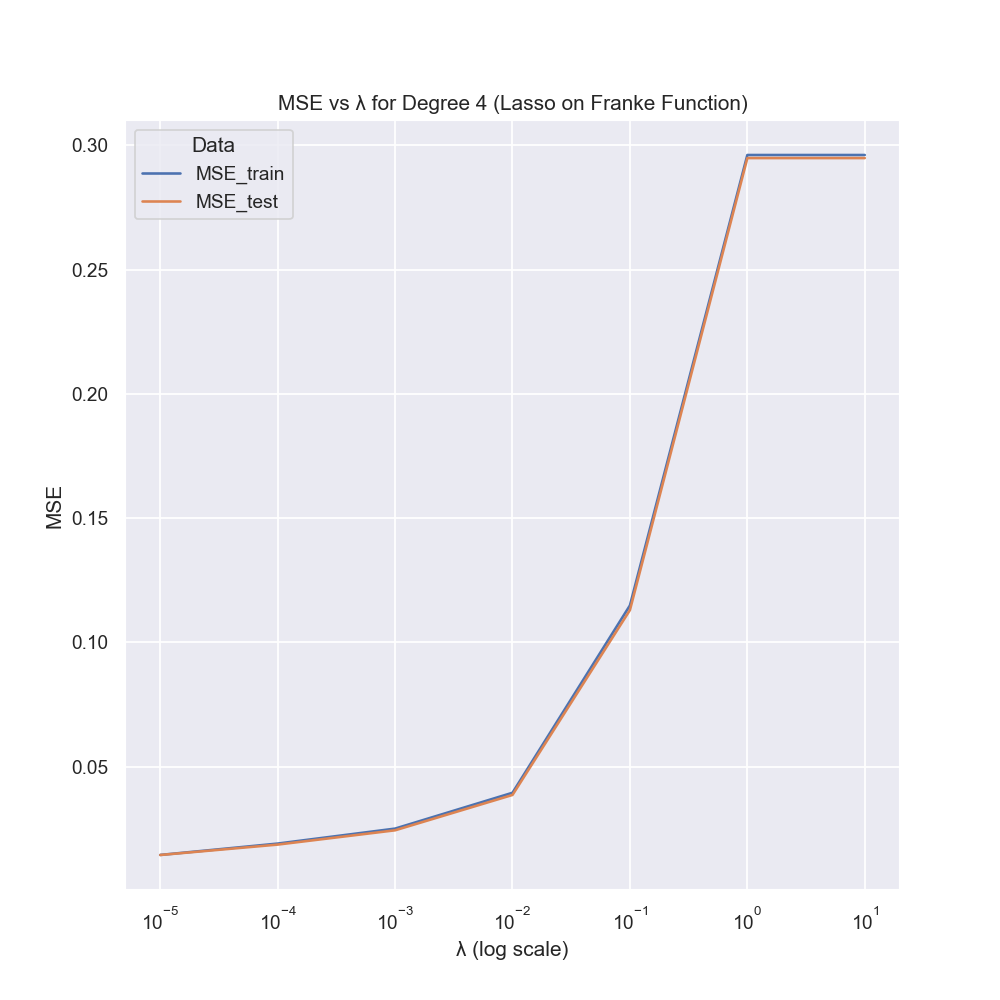 MSE vs λ for Degree 4 (Lasso on Franke Function)
Data
MSE_train
MSE_test
0.30
0.25
0.20
0.15
0.10
0.05
MSE
10⁻⁵ 10⁻⁴ 10⁻³ 10⁻² 10⁻¹ 10⁰ 10¹
λ (log scale)